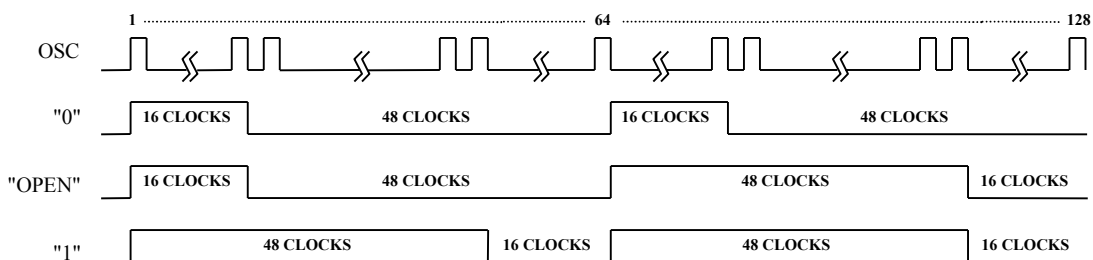 1 64 128
OSC
"0" 16 CLOCKS 48 CLOCKS 16 CLOCKS 48 CLOCKS
"OPEN" 16 CLOCKS 48 CLOCKS 48 CLOCKS 16 CLOCKS
"1" 48 CLOCKS 16 CLOCKS 48 CLOCKS 16 CLOCKS